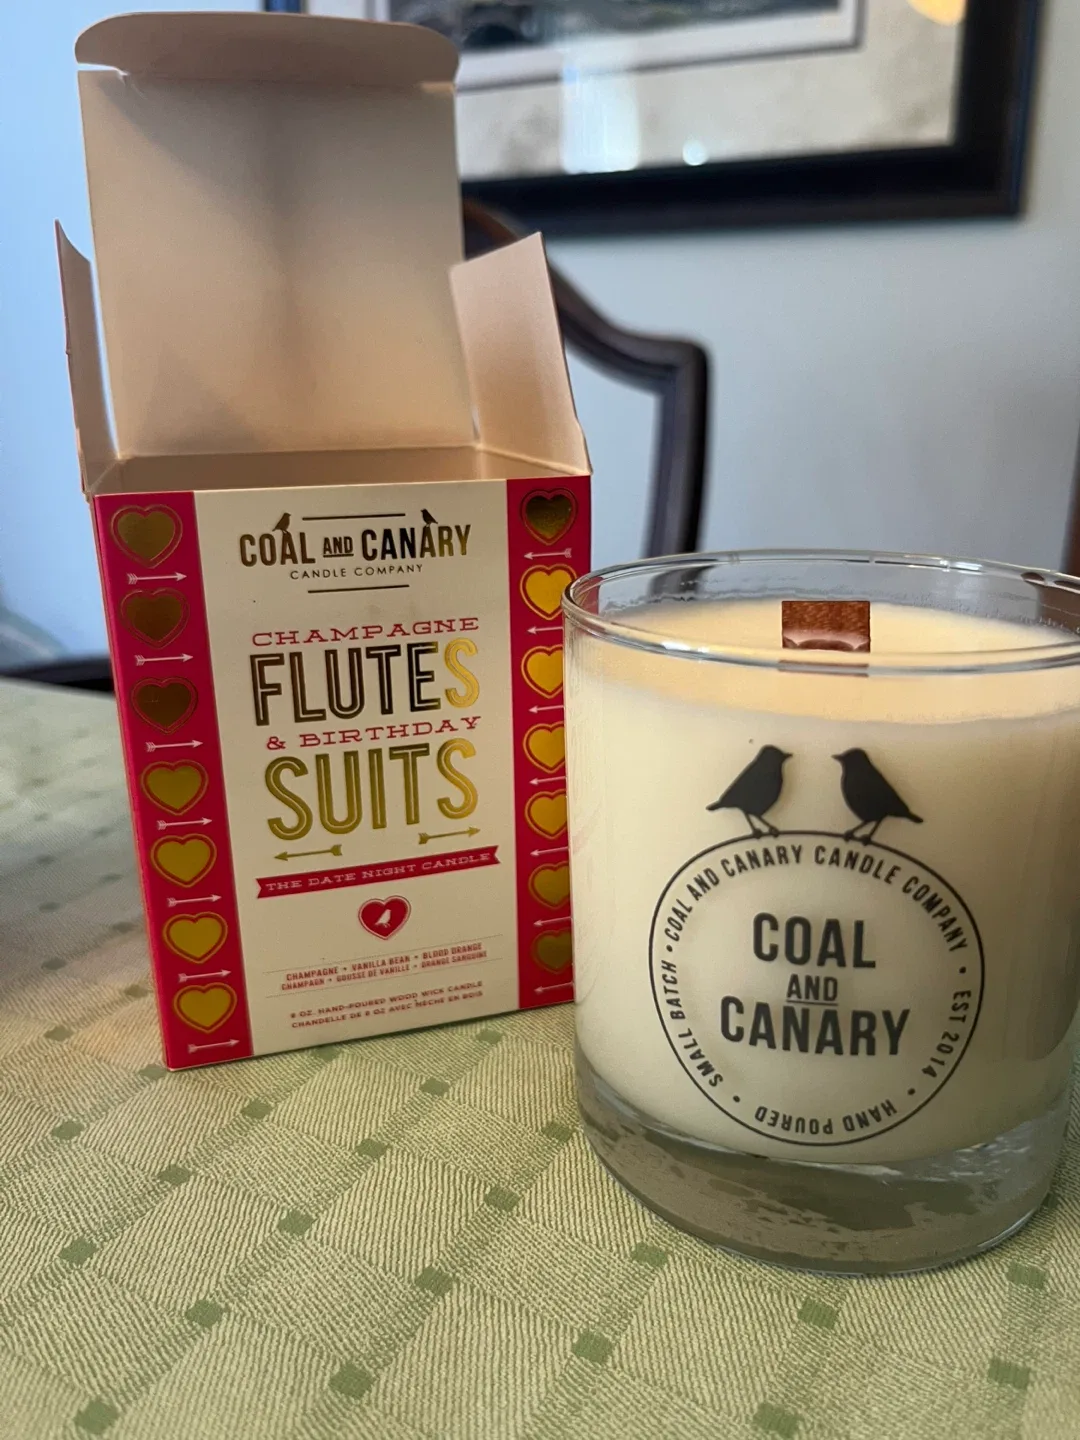 COAL AND CANARY
CANDLE COMPANY
CHAMPAGNE
FLUTES
& BIRTHDAY
SUITS
THE DATE NIGHT CANDLE
CHAMPAGNE • VANILLA BEAN • BLOOD ORANGE
CHAMPAGN • GOUSSE DE VANILLE • ORANGE SANGUINE
8 OZ. HAND-POURED WOOD WICK CANDLE
CHANDELLE DE 8 OZ AVEC MÈCHE EN BOIS
• COAL AND CANARY CANDLE COMPANY • EST 2014 • HAND POURED • SMALL BATCH
COAL
AND
CANARY